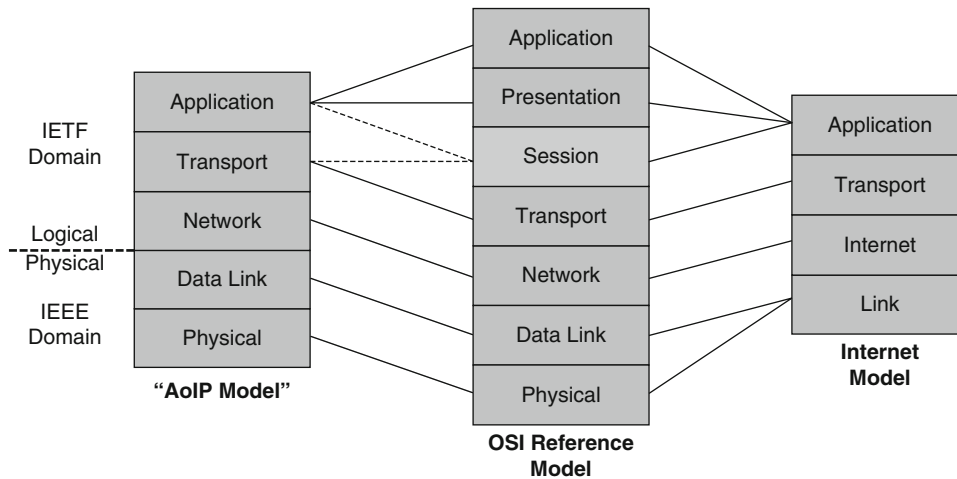 IETF
Domain
Logical
Physical
IEEE
Domain
Application
Transport
Network
Data Link
Physical
“AoIP Model”
Application
Presentation
Session
Transport
Network
Data Link
Physical
OSI Reference
Model
Application
Transport
Internet
Link
Internet
Model